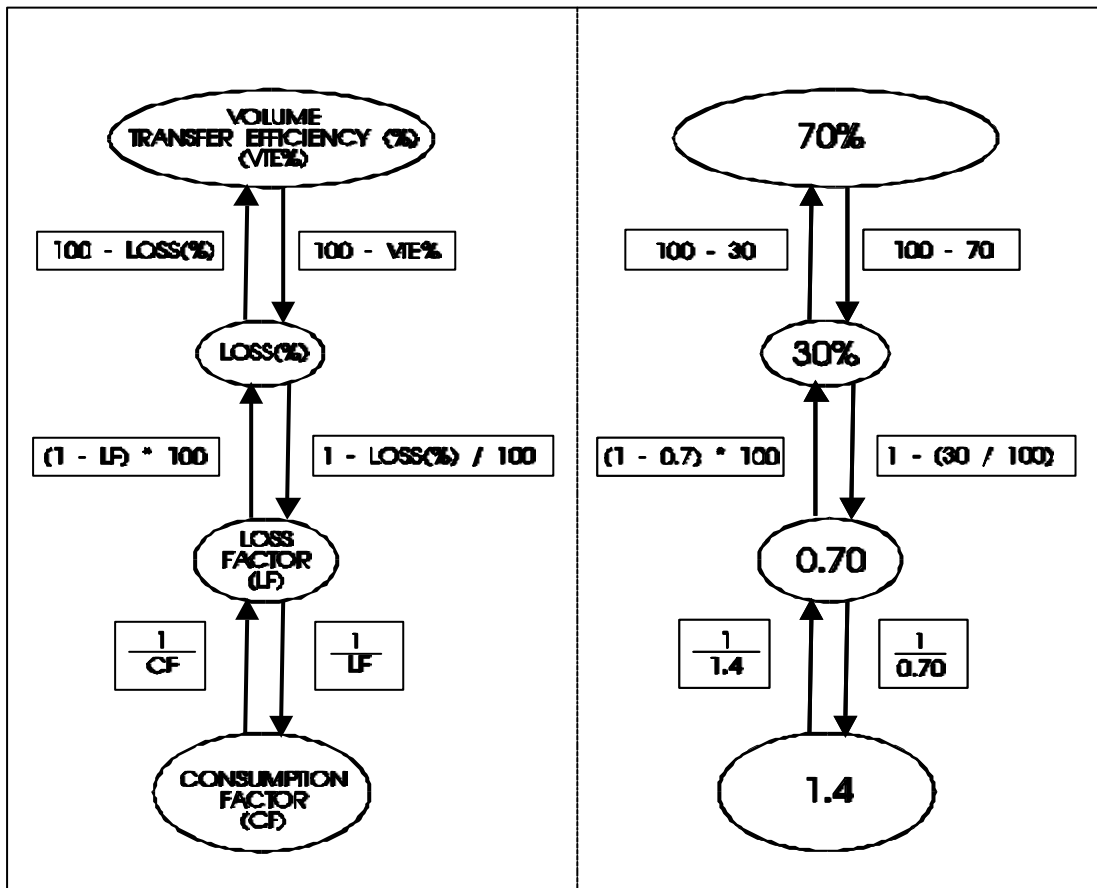 VOLUME
TRANSFER EFFICIENCY (%)
(VTE%)
100 - LOSS(%)
100 - VTE%
LOSS(%)
(1 - LF) * 100
1 - LOSS(%) / 100
LOSS
FACTOR
(LF)
1
CF
1
LF
CONSUMPTION
FACTOR
(CF)
70%
100 - 30
100 - 70
30%
(1 - 0.7) * 100
1 - (30 / 100)
0.70
1
1.4
1
0.70
1.4